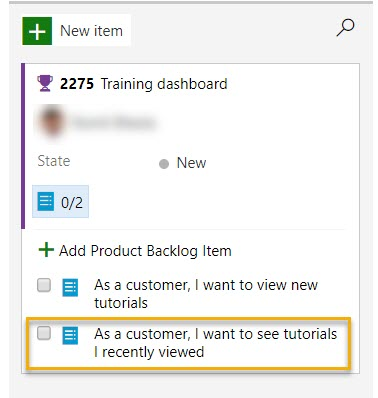 New item
2275 Training dashboard
State New
0/2
Add Product Backlog Item
As a customer, I want to view new
tutorials
As a customer, I want to see tutorials
I recently viewed